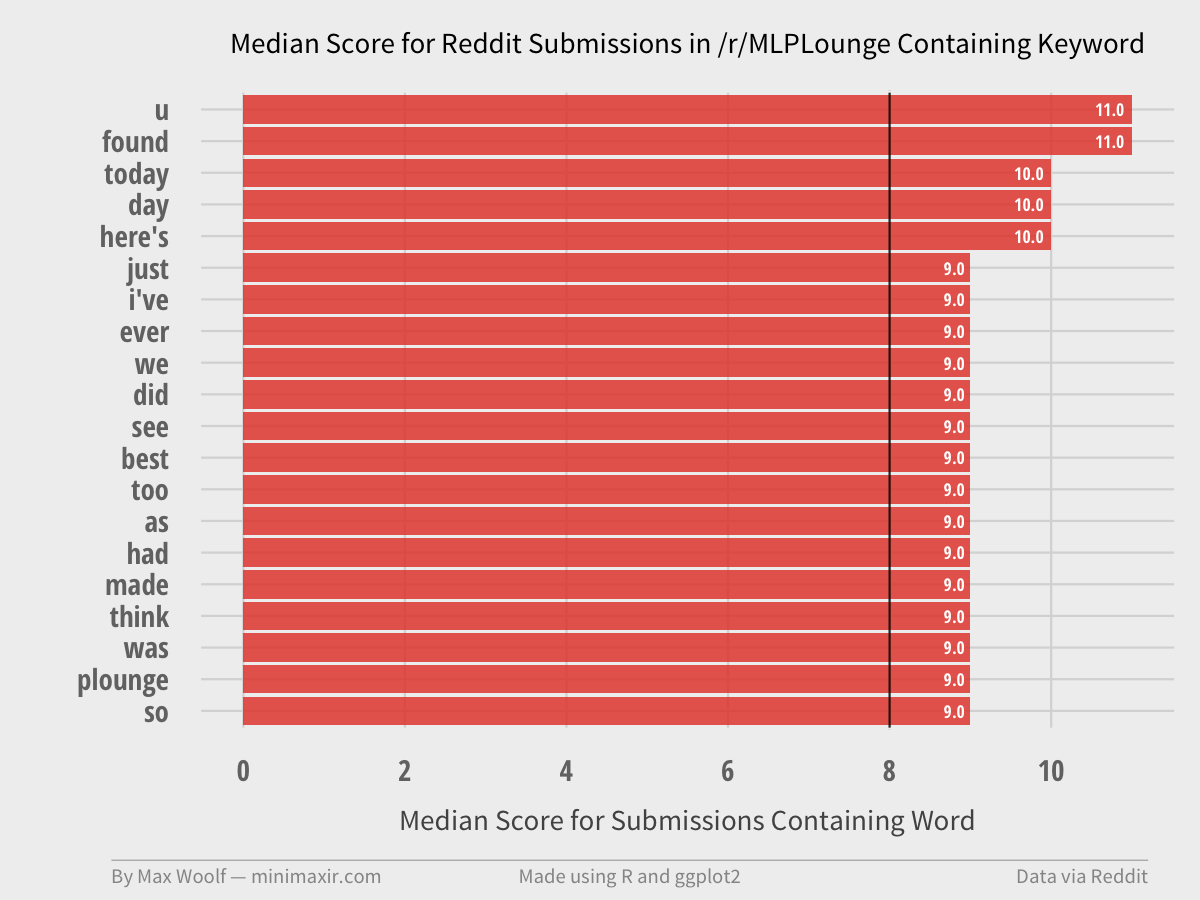 Median Score for Reddit Submissions in /r/MLPLounge Containing Keyword
u 11.0
found 11.0
today 10.0
day 10.0
here's 10.0
just 9.0
i've 9.0
ever 9.0
we 9.0
did 9.0
see 9.0
best 9.0
too 9.0
as 9.0
had 9.0
made 9.0
think 9.0
was 9.0
plounge 9.0
so 9.0
0 2 4 6 8 10
Median Score for Submissions Containing Word
By Max Woolf — minimaxir.com Made using R and ggplot2 Data via Reddit